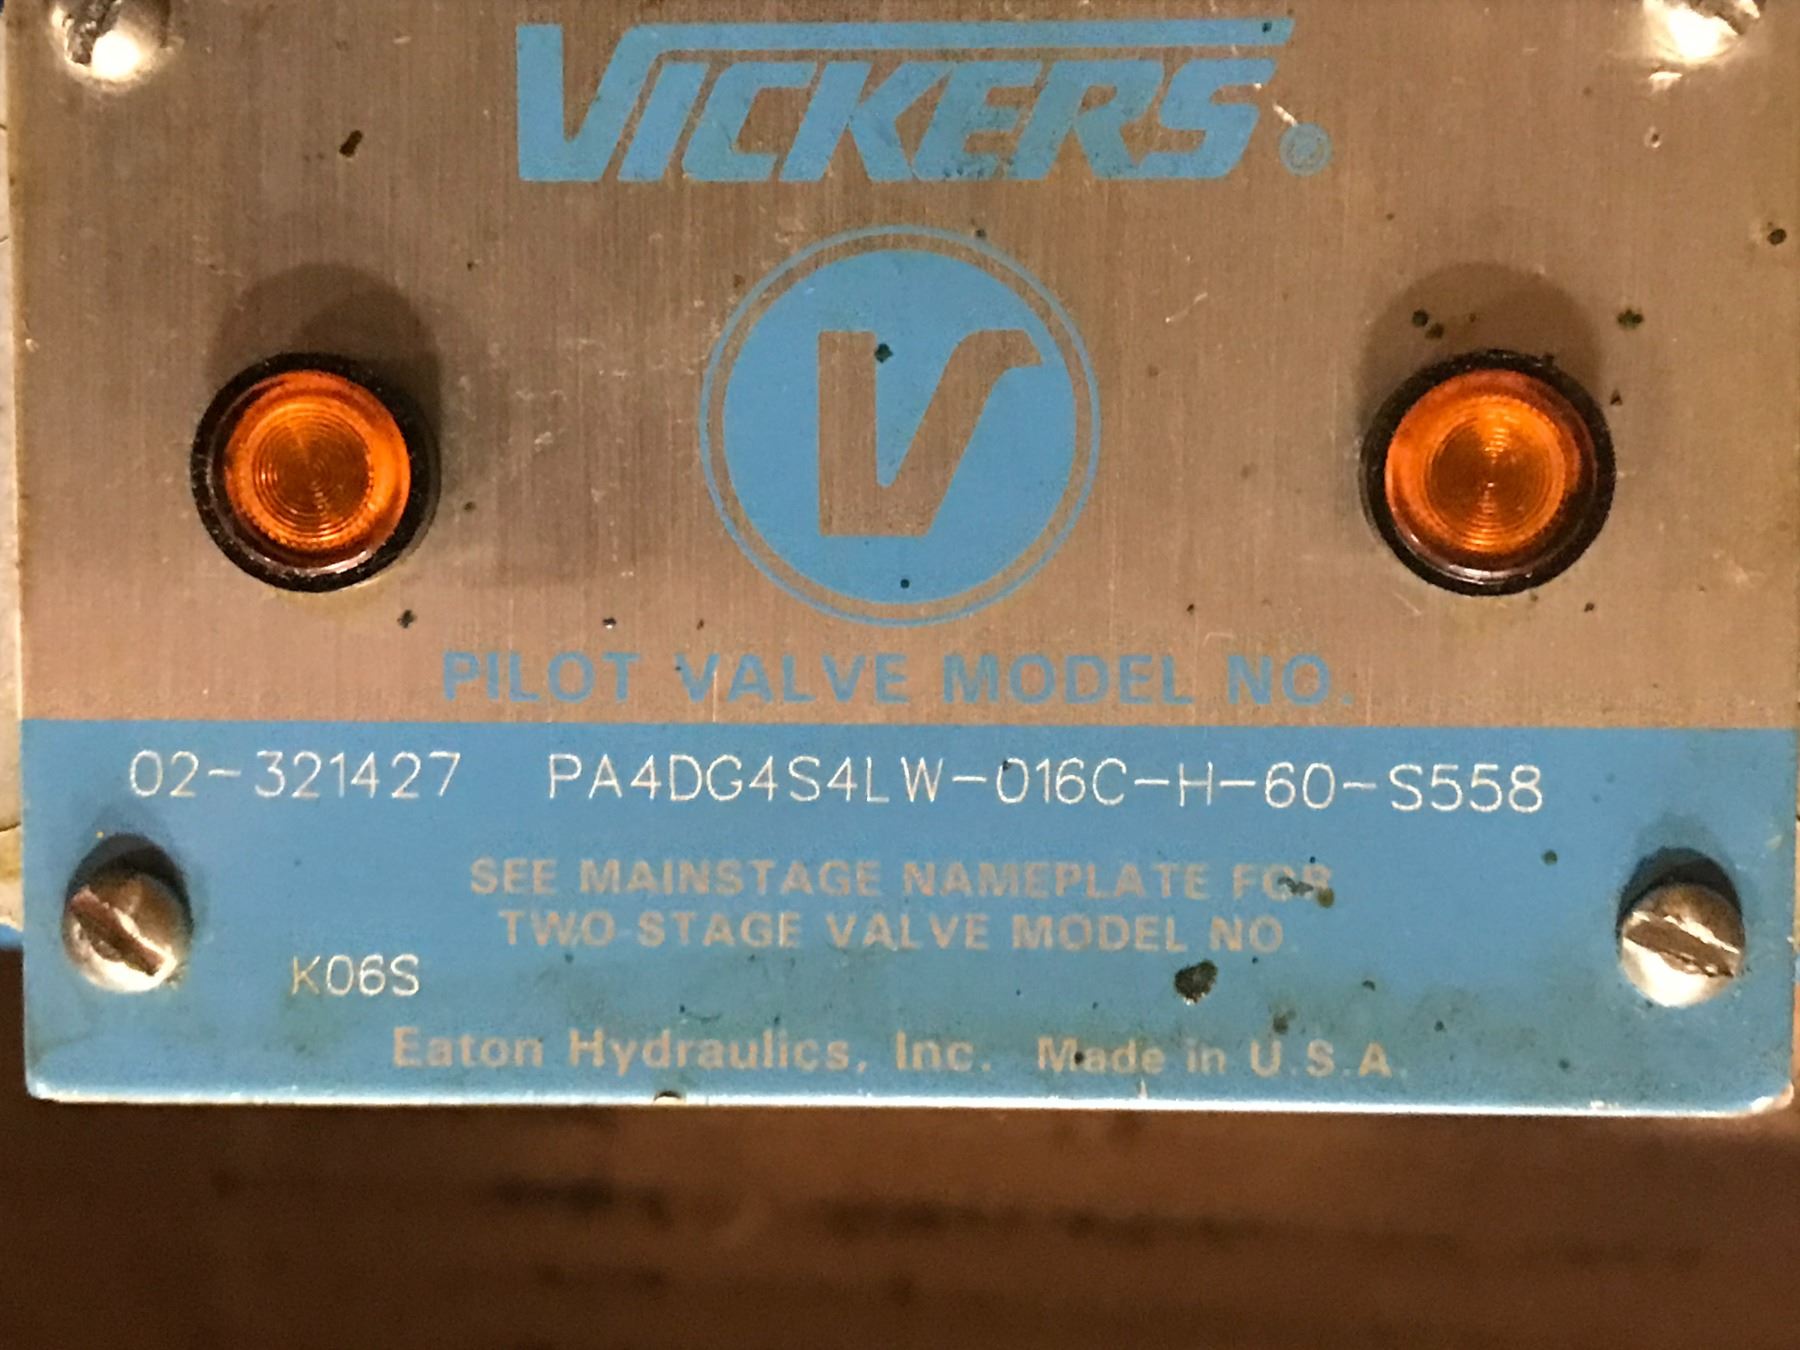 VICKERS®
V
PILOT VALVE MODEL NO.
02-321427 PA4DG4S4LW-016C-H-60-S558
SEE MAINSTAGE NAMEPLATE FOR
TWO-STAGE VALVE MODEL NO.
K06S
Eaton Hydraulics, Inc. Made in U.S.A.